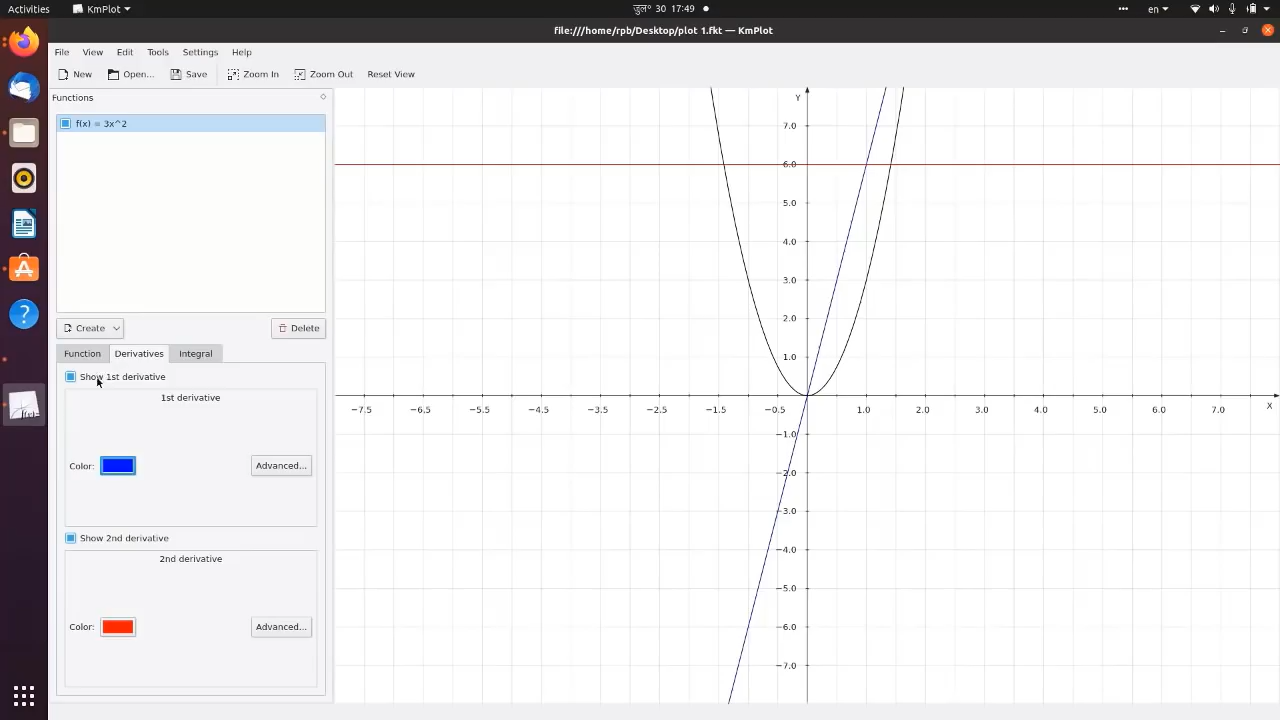 Activities KmPlot जुल॰ 30 17:49 en
file:///home/rpb/Desktop/plot 1.fkt — KmPlot
File View Edit Tools Settings Help
New Open... Save Zoom In Zoom Out Reset View
Functions
f(x) = 3x^2
Create Delete
Function Derivatives Integral
Show 1st derivative
1st derivative
Color: Advanced...
Show 2nd derivative
2nd derivative
Color: Advanced...
Y
7.0
6.0
5.0
4.0
3.0
2.0
1.0
−7.5 −6.5 −5.5 −4.5 −3.5 −2.5 −1.5 −0.5 1.0 2.0 3.0 4.0 5.0 6.0 7.0 X
−1.0
−2.0
−3.0
−4.0
−5.0
−6.0
−7.0